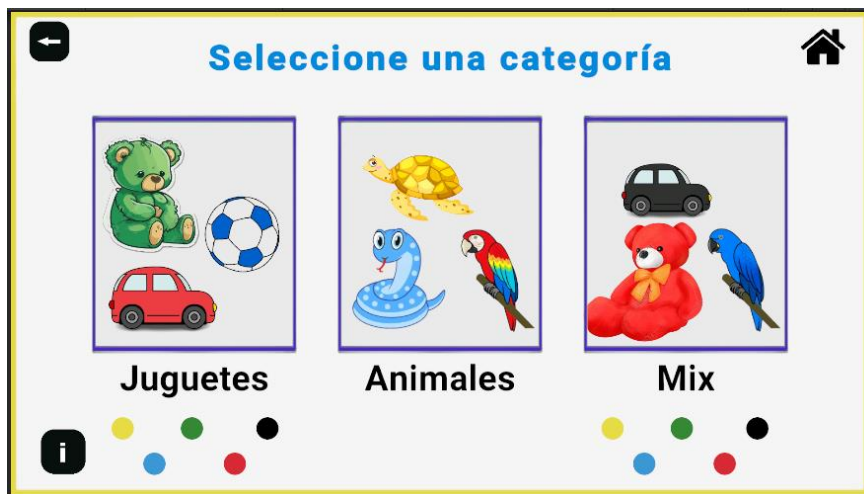 Seleccione una categoría
Juguetes
Animales
Mix
i